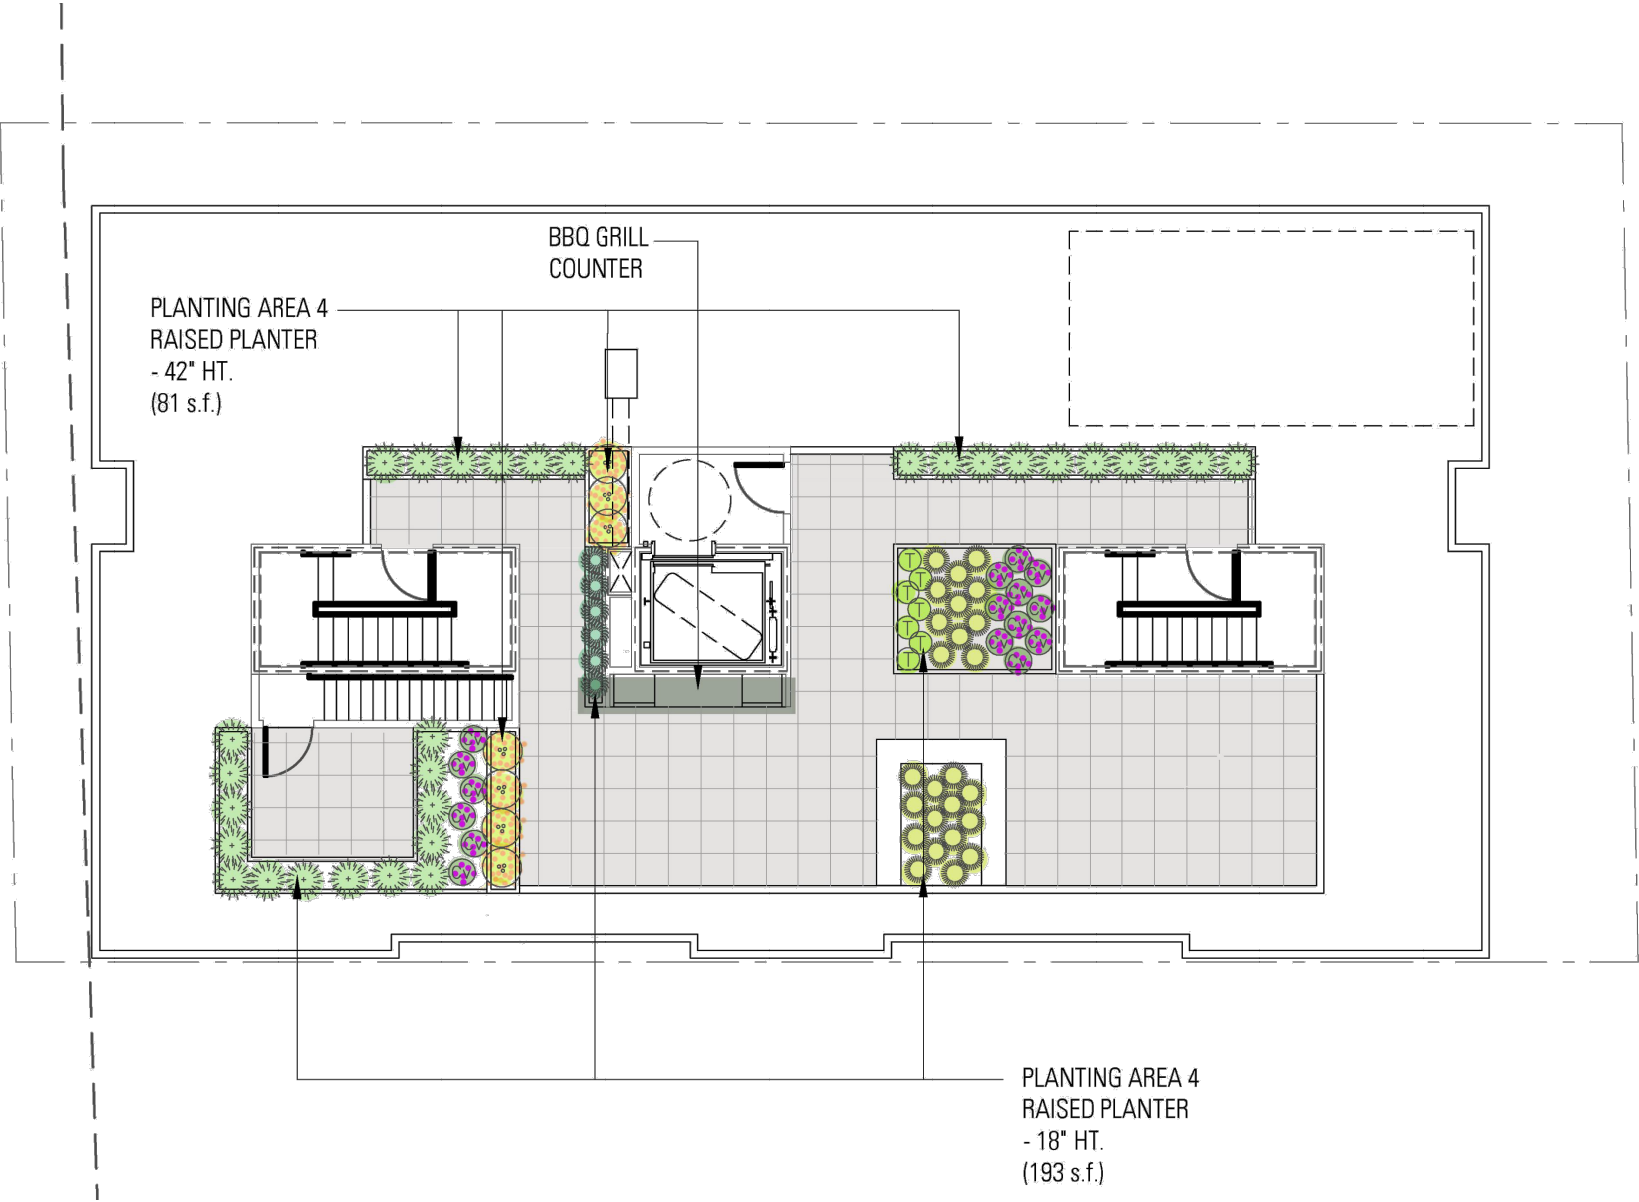 BBQ GRILL
COUNTER
PLANTING AREA 4
RAISED PLANTER
- 42" HT.
(81 s.f.)
PLANTING AREA 4
RAISED PLANTER
- 18" HT.
(193 s.f.)